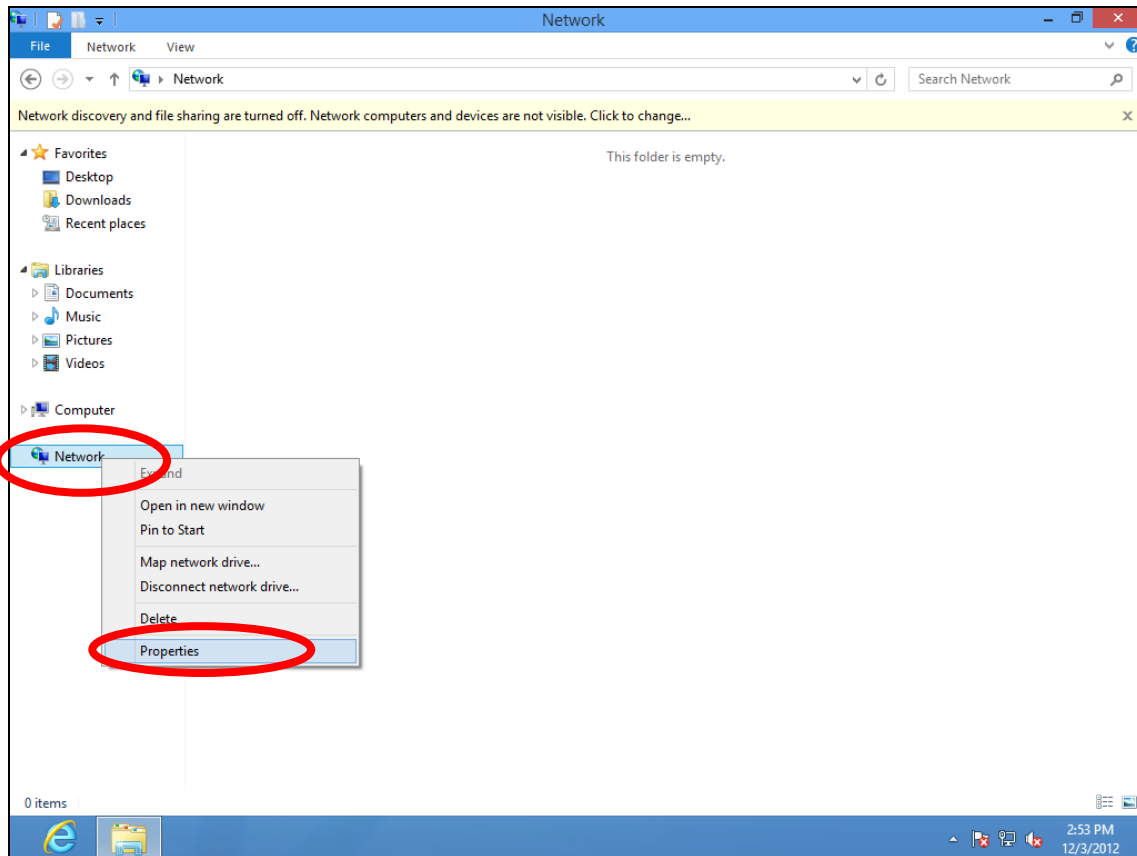 Network
File Network View
Network
Search Network
Network discovery and file sharing are turned off. Network computers and devices are not visible. Click to change...
Favorites
Desktop
Downloads
Recent places
This folder is empty.
Libraries
Documents
Music
Pictures
Videos
Computer
Network
Expand
Open in new window
Pin to Start
Map network drive...
Disconnect network drive...
Delete
Properties
0 items
2:53 PM
12/3/2012